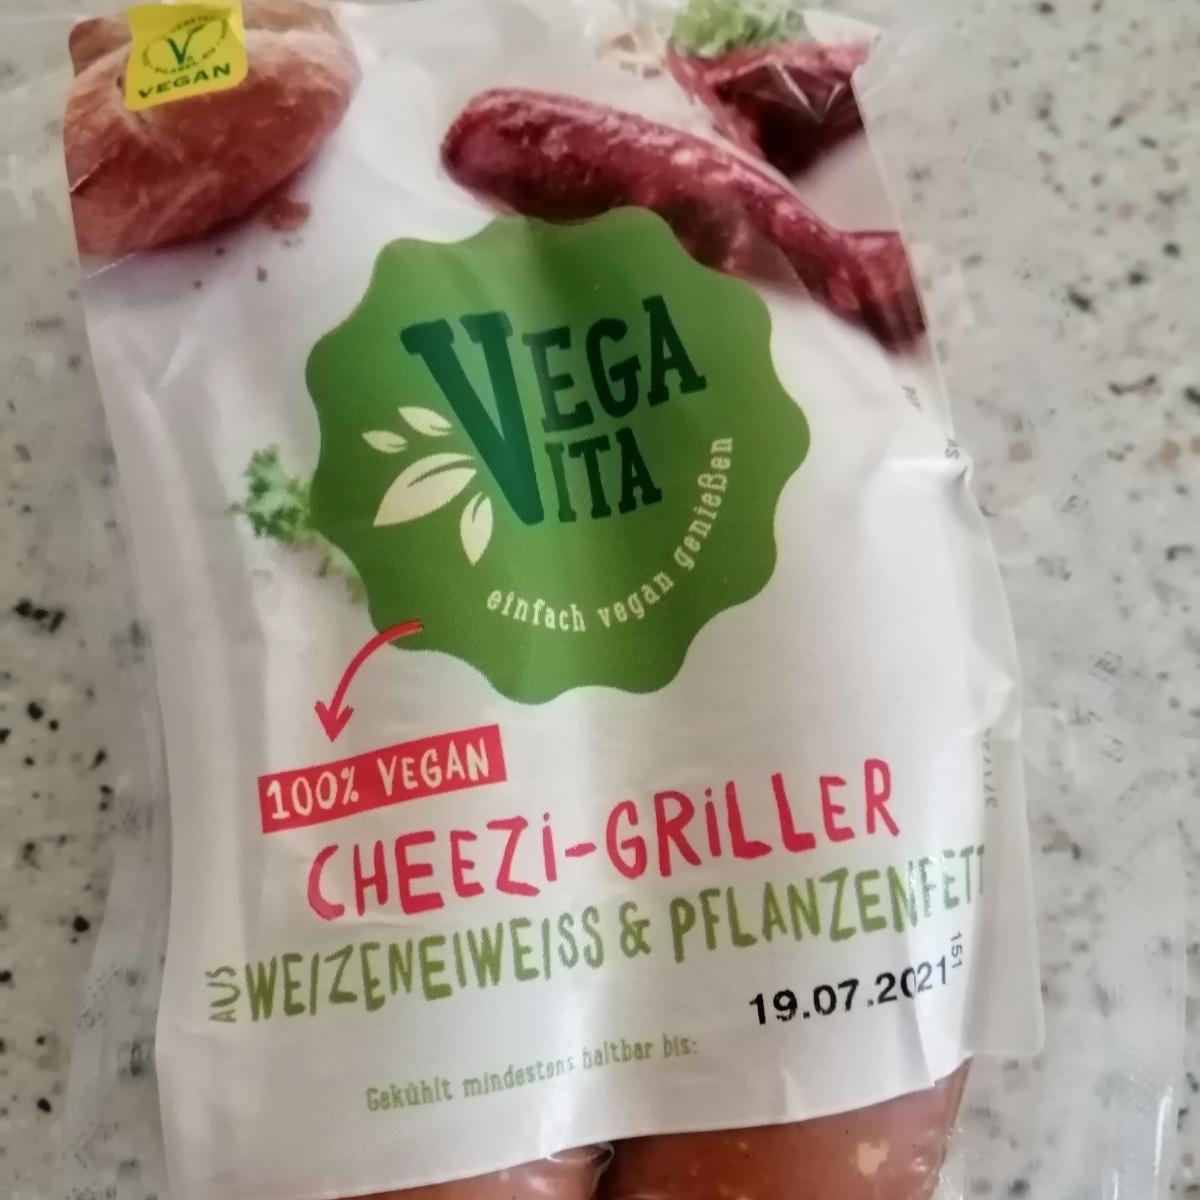 VEGAN
VEGA
VITA
einfach vegan genießen
100% VEGAN
CHEEZi-GRiLLER
AUS WEIZENEIWEISS & PFLANZENFETT
151
19.07.2021
Gekühlt mindestens haltbar bis: